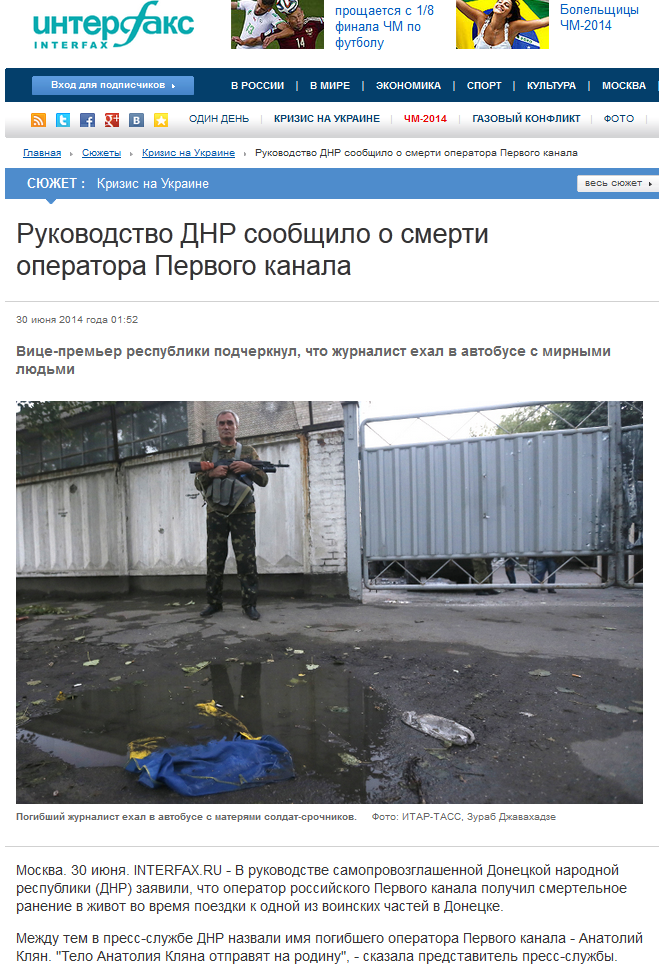 интерфакс
INTERFAX
прощается с 1/8
финала ЧМ по
футболу
Болельщицы
ЧМ-2014
Вход для подписчиков
В РОССИИ | В МИРЕ | ЭКОНОМИКА | СПОРТ | КУЛЬТУРА | МОСКВА
ОДИН ДЕНЬ | КРИЗИС НА УКРАИНЕ | ЧМ-2014 | ГАЗОВЫЙ КОНФЛИКТ | ФОТО
Главная Сюжеты Кризис на Украине Руководство ДНР сообщило о смерти оператора Первого канала
СЮЖЕТ : Кризис на Украине весь сюжет
Руководство ДНР сообщило о смерти
оператора Первого канала
30 июня 2014 года 01:52
Вице-премьер республики подчеркнул, что журналист ехал в автобусе с мирными
людьми
Погибший журналист ехал в автобусе с матерями солдат-срочников. Фото: ИТАР-ТАСС, Зураб Джавахадзе
Москва. 30 июня. INTERFAX.RU - В руководстве самопровозглашенной Донецкой народной
республики (ДНР) заявили, что оператор российского Первого канала получил смертельное
ранение в живот во время поездки к одной из воинских частей в Донецке.
Между тем в пресс-службе ДНР назвали имя погибшего оператора Первого канала - Анатолий
Клян. "Тело Анатолия Кляна отправят на родину", - сказала представитель пресс-службы.